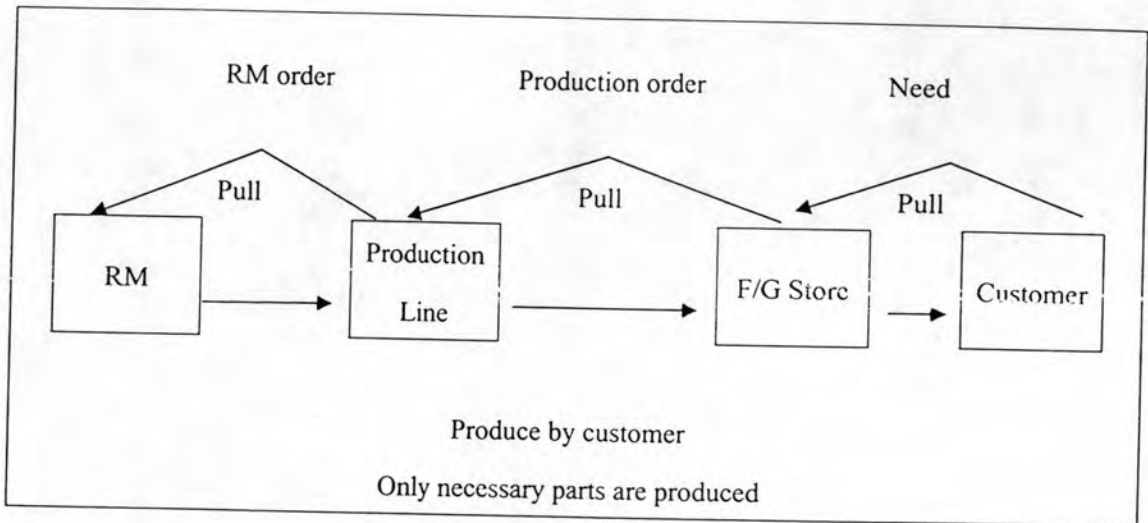 RM order Production order Need
Pull Pull Pull
RM Production Line F/G Store Customer
Produce by customer
Only necessary parts are produced